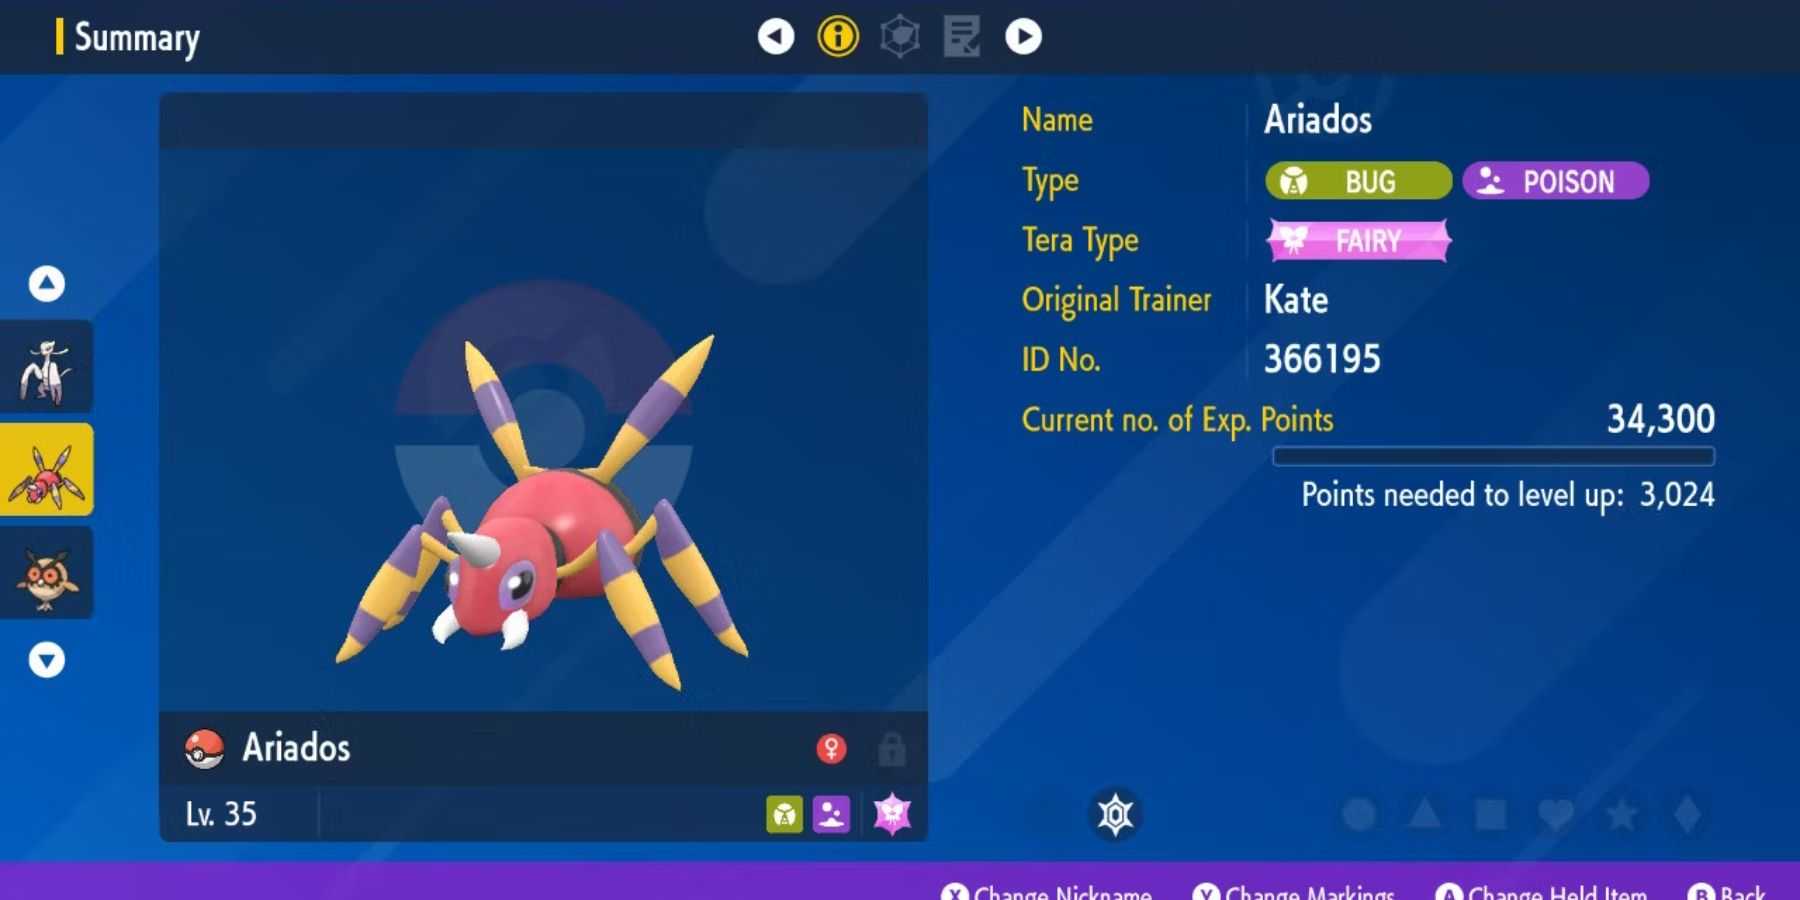 Summary
Name Ariados
Type BUG POISON
Tera Type FAIRY
Original Trainer Kate
ID No. 366195
Current no. of Exp. Points 34,300
Points needed to level up: 3,024
Ariados
Lv. 35
X Change Nickname Y Change Markings A Change Held Item B Back